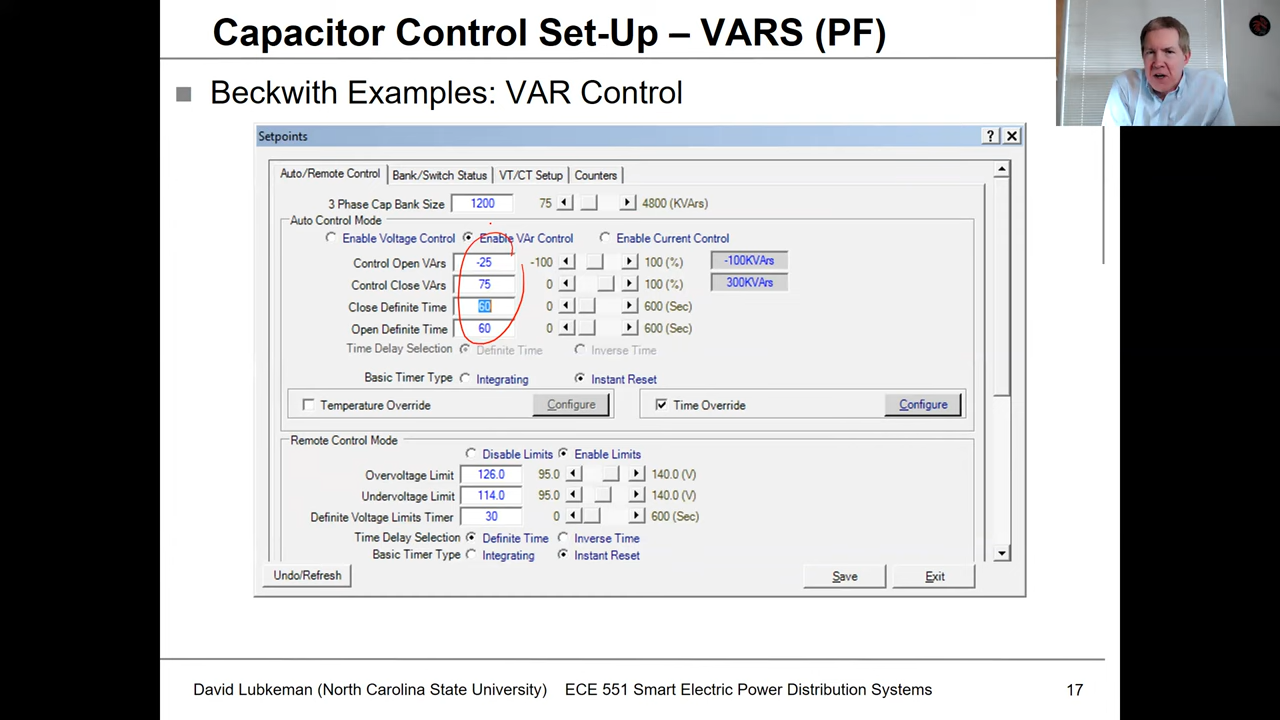 Capacitor Control Set-Up – VARS (PF)
Beckwith Examples: VAR Control
Setpoints ? X
Auto/Remote Control Bank/Switch Status VT/CT Setup Counters
3 Phase Cap Bank Size 1200 75 4800 (KVArs)
Auto Control Mode
Enable Voltage Control Enable VAr Control Enable Current Control
Control Open VArs -25 -100 100 (%) -100KVArs
Control Close VArs 75 0 100 (%) 300KVArs
Close Definite Time 60 0 600 (Sec)
Open Definite Time 60 0 600 (Sec)
Time Delay Selection Definite Time Inverse Time
Basic Timer Type Integrating Instant Reset
Temperature Override Configure Time Override Configure
Remote Control Mode
Disable Limits Enable Limits
Overvoltage Limit 126.0 95.0 140.0 (V)
Undervoltage Limit 114.0 95.0 140.0 (V)
Definite Voltage Limits Timer 30 0 600 (Sec)
Time Delay Selection Definite Time Inverse Time
Basic Timer Type Integrating Instant Reset
Undo/Refresh Save Exit
David Lubkeman (North Carolina State University) ECE 551 Smart Electric Power Distribution Systems 17